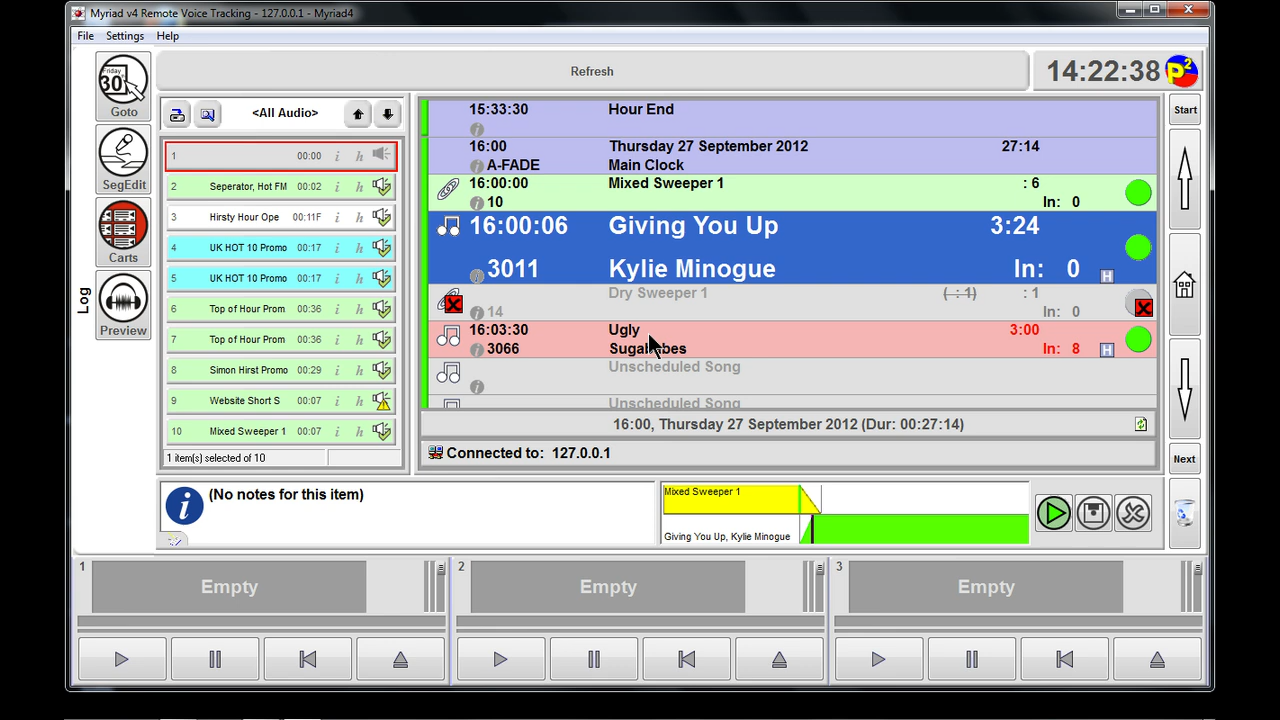 Myriad v4 Remote Voice Tracking - 127.0.0.1 - Myriad4
File Settings Help
Friday
30
Goto
SegEdit
Carts
Preview
Log
Refresh
14:22:38 P2
<All Audio>
1 00:00 i h
2 Seperator, Hot FM 00:02 i h
3 Hirsty Hour Ope 00:11F i h
4 UK HOT 10 Promo 00:17 i h
5 UK HOT 10 Promo 00:17 i h
6 Top of Hour Prom 00:36 i h
7 Top of Hour Prom 00:36 i h
8 Simon Hirst Promo 00:29 i h
9 Website Short S 00:07 i h
10 Mixed Sweeper 1 00:07 i h
1 item(s) selected of 10
15:33:30 Hour End
16:00 Thursday 27 September 2012 27:14
A-FADE Main Clock
16:00:00 Mixed Sweeper 1 : 6
10 In: 0
16:00:06 Giving You Up 3:24
3011 Kylie Minogue In: 0 H
Dry Sweeper 1 ( : 1) : 1
14 In: 0
16:03:30 Ugly 3:00
3066 Sugababes In: 8 H
Unscheduled Song
Unscheduled Song
16:00, Thursday 27 September 2012 (Dur: 00:27:14)
Connected to: 127.0.0.1
Start
Next
(No notes for this item)
Mixed Sweeper 1
Giving You Up, Kylie Minogue
1 Empty
2 Empty
3 Empty